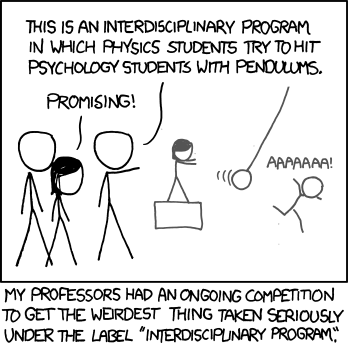 THIS IS AN INTERDISCIPLINARY PROGRAM
IN WHICH PHYSICS STUDENTS TRY TO HIT
PSYCHOLOGY STUDENTS WITH PENDULUMS.
PROMISING!
AAAAAAA!
MY PROFESSORS HAD AN ONGOING COMPETITION
TO GET THE WEIRDEST THING TAKEN SERIOUSLY
UNDER THE LABEL "INTERDISCIPLINARY PROGRAM."